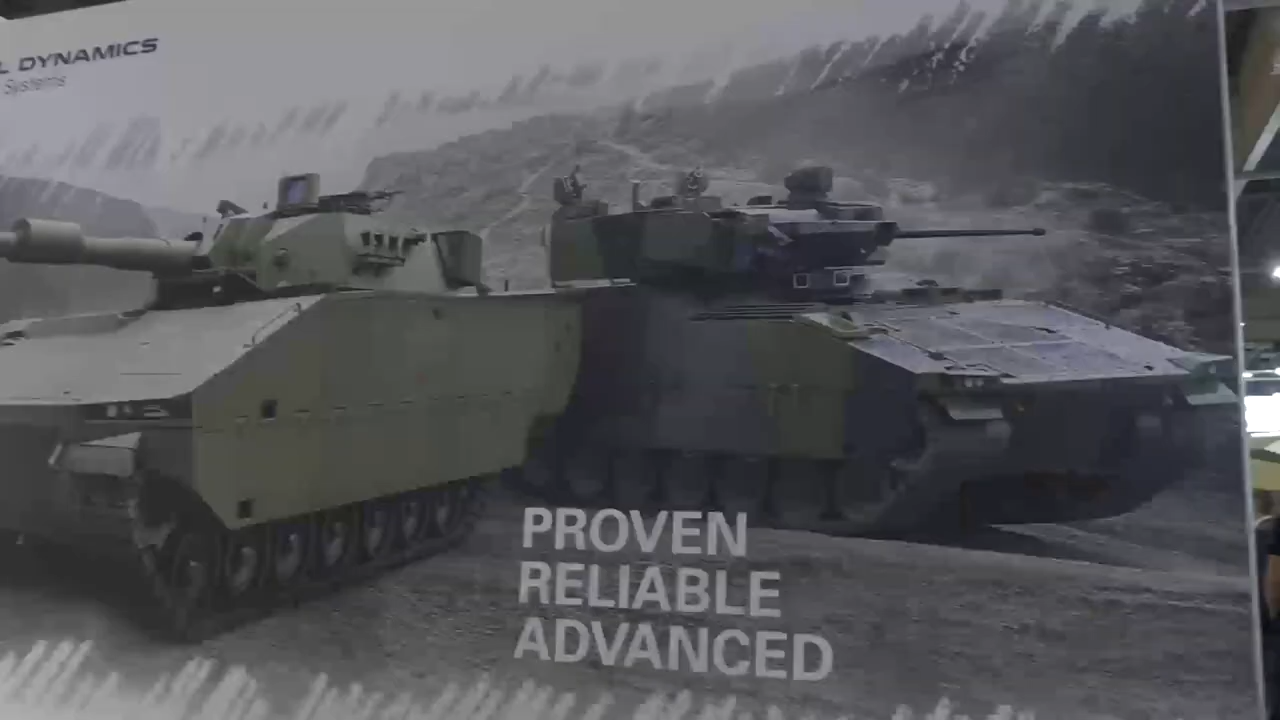 L DYNAMICS
Systems
PROVEN
RELIABLE
ADVANCED